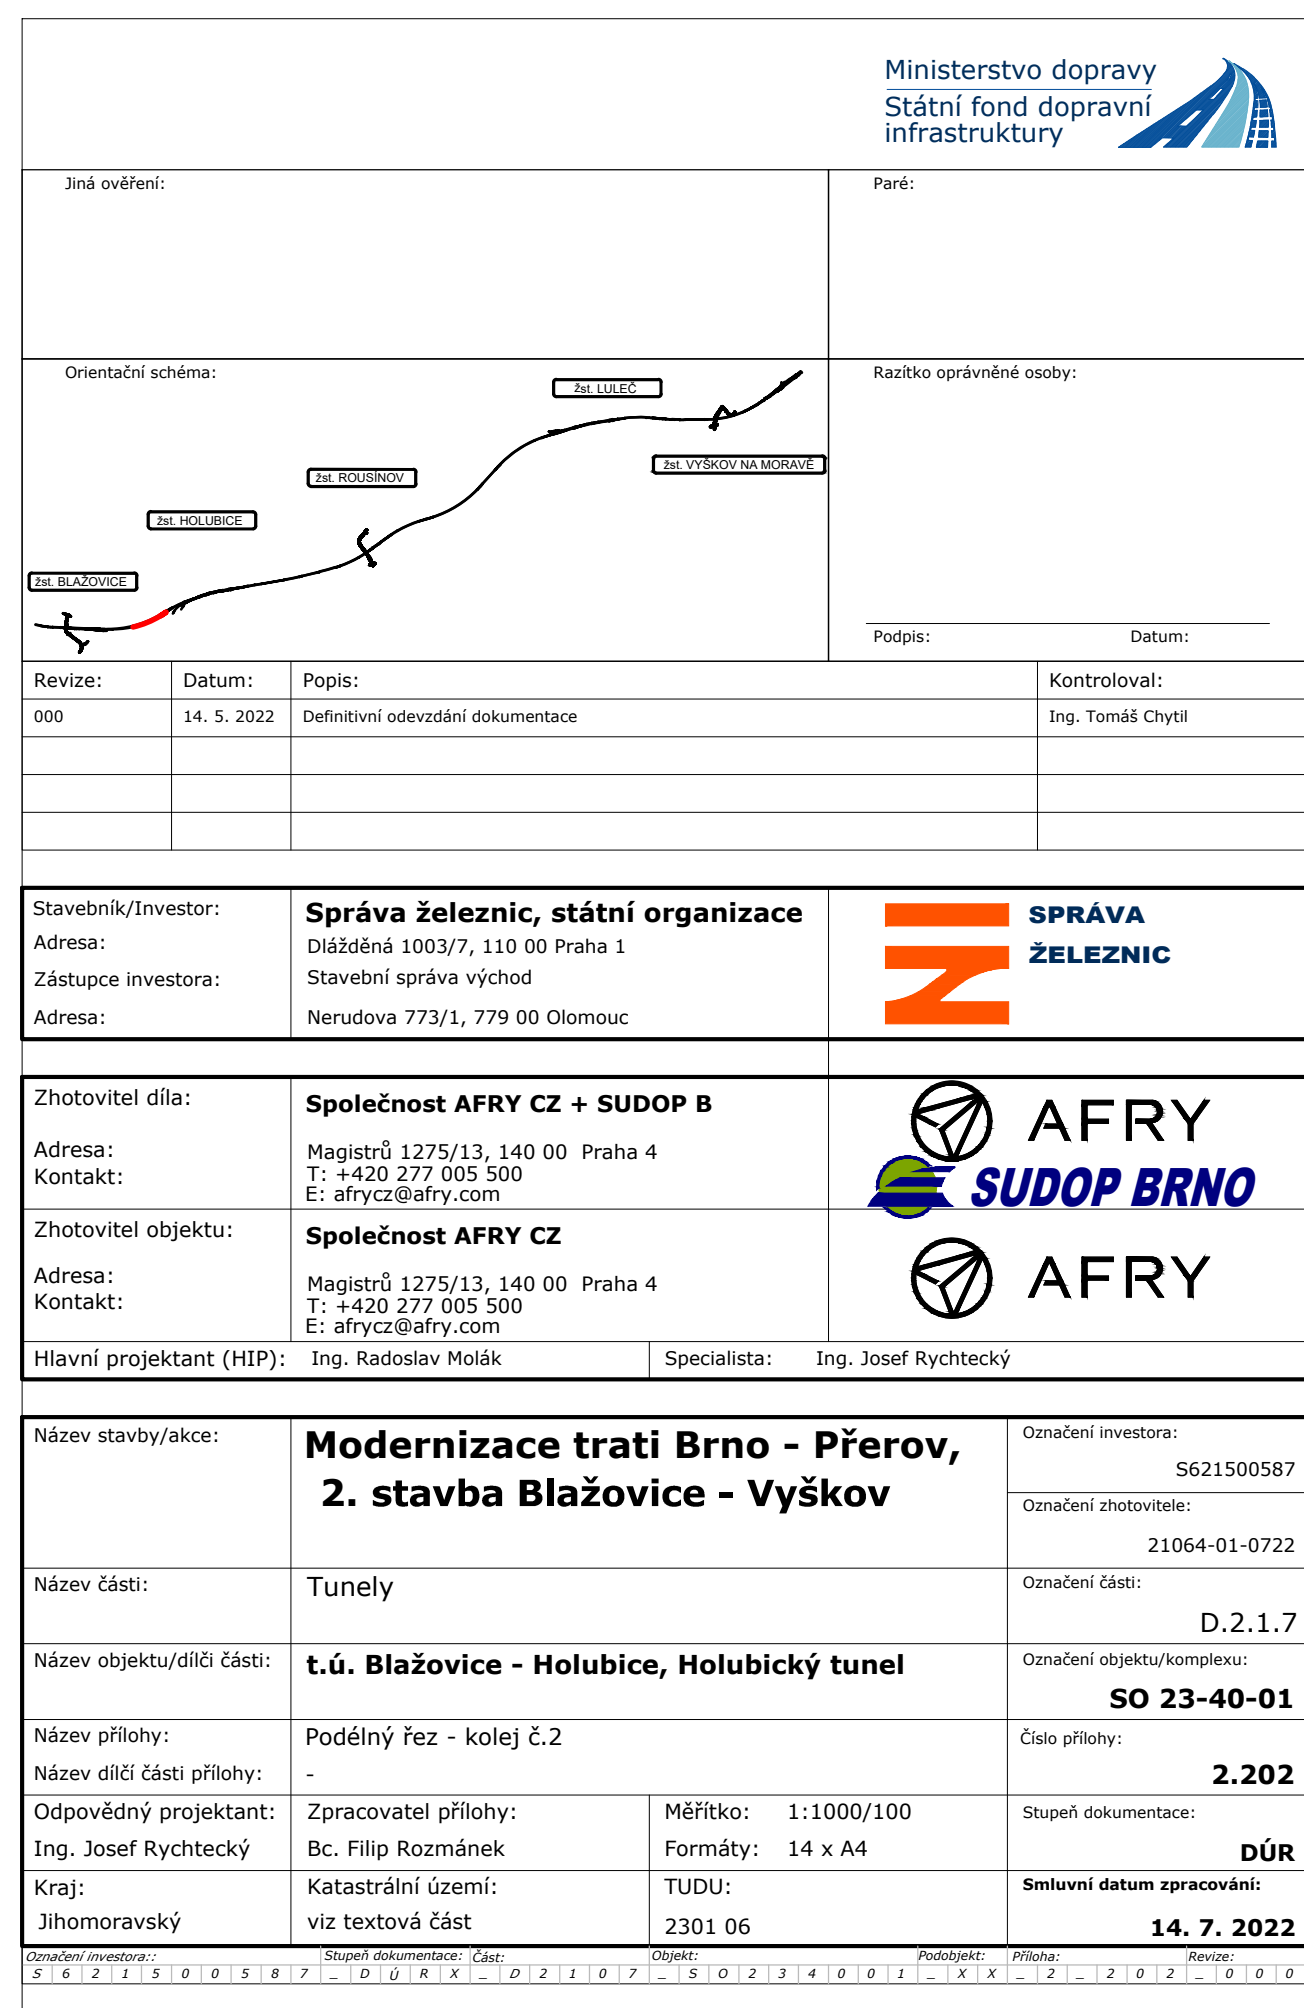 Ministerstvo dopravy
Státní fond dopravní
infrastruktury
Jiná ověření:
Paré:
Orientační schéma:
Razítko oprávněné osoby:
žst. LULEČ
žst. VYŠKOV NA MORAVĚ
žst. ROUSÍNOV
žst. HOLUBICE
žst. BLAŽOVICE
Podpis: Datum:
Revize: Datum: Popis: Kontroloval:
000 14. 5. 2022 Definitivní odevzdání dokumentace Ing. Tomáš Chytil
Stavebník/Investor: Správa železnic, státní organizace
Adresa: Dlážděná 1003/7, 110 00 Praha 1
Zástupce investora: Stavební správa východ
Adresa: Nerudova 773/1, 779 00 Olomouc
SPRÁVA
ŽELEZNIC
Zhotovitel díla: Společnost AFRY CZ + SUDOP B
Adresa: Magistrů 1275/13, 140 00 Praha 4
Kontakt: T: +420 277 005 500
E: afrycz@afry.com
AFRY
SUDOP BRNO
Zhotovitel objektu: Společnost AFRY CZ
Adresa: Magistrů 1275/13, 140 00 Praha 4
Kontakt: T: +420 277 005 500
E: afrycz@afry.com
AFRY
Hlavní projektant (HIP): Ing. Radoslav Molák Specialista: Ing. Josef Rychtecký
Název stavby/akce: Modernizace trati Brno - Přerov,
2. stavba Blažovice - Vyškov
Označení investora:
S621500587
Označení zhotovitele:
21064-01-0722
Název části: Tunely
Označení části:
D.2.1.7
Název objektu/dílči části: t.ú. Blažovice - Holubice, Holubický tunel
Označení objektu/komplexu:
SO 23-40-01
Název přílohy: Podélný řez - kolej č.2
Název dílčí části přílohy: -
Číslo přílohy:
2.202
Odpovědný projektant: Zpracovatel přílohy: Měřítko: 1:1000/100 Stupeň dokumentace:
Ing. Josef Rychtecký Bc. Filip Rozmánek Formáty: 14 x A4 DÚR
Kraj: Katastrální území: TUDU: Smluvní datum zpracování:
Jihomoravský viz textová část 2301 06 14. 7. 2022
Označení investora:: Stupeň dokumentace: Část: Objekt: Podobjekt: Příloha: Revize:
S 6 2 1 5 0 0 5 8 7 _ D Ú R X _ D 2 1 0 7 _ S O 2 3 4 0 0 1 _ X X _ 2 _ 2 0 2 _ 0 0 0